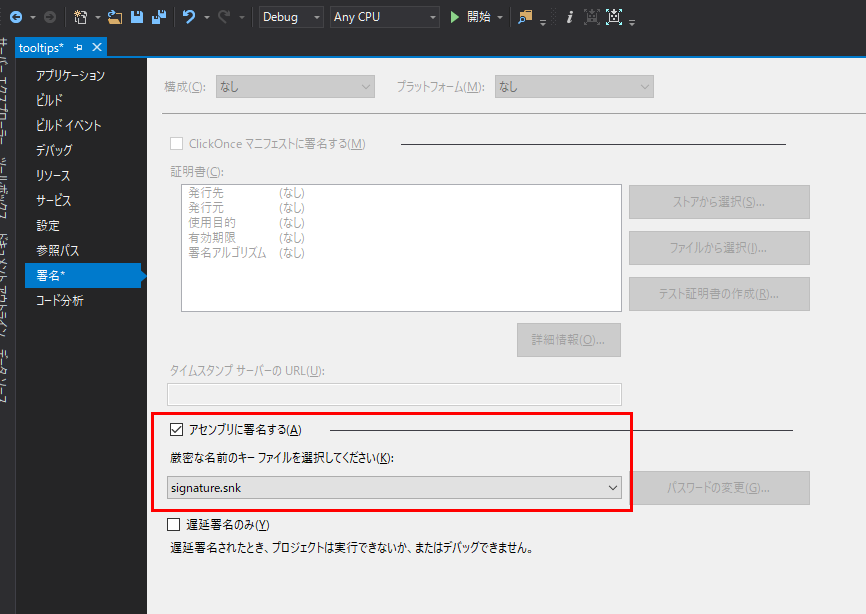 Debug Any CPU 開始
サーバー エクスプローラー ツールボックス ドキュメント アウトライン データ ソース
tooltips*
アプリケーション
ビルド
ビルド イベント
デバッグ
リソース
サービス
設定
参照パス
署名*
コード分析
構成(C): なし プラットフォーム(M): なし
ClickOnce マニフェストに署名する(M)
証明書(C):
発行先 (なし)
発行元 (なし)
使用目的 (なし)
有効期限 (なし)
署名アルゴリズム (なし)
ストアから選択(S)...
ファイルから選択(I)...
テスト証明書の作成(R)...
詳細情報(O)...
タイムスタンプ サーバーの URL(U):
アセンブリに署名する(A)
厳密な名前のキー ファイルを選択してください(K):
signature.snk
パスワードの変更(G)...
遅延署名のみ(Y)
遅延署名されたとき、プロジェクトは実行できないか、またはデバッグできません。